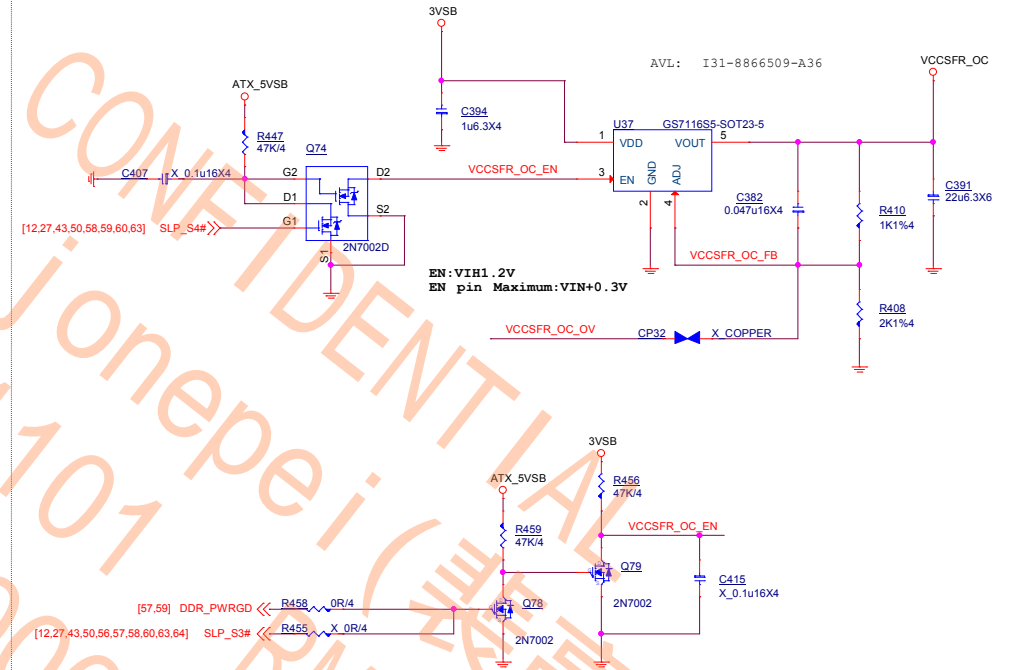 3VSB
AVL: I31-8866509-A36
VCCSFR_OC
ATX_5VSB
C394
1u6.3X4
R447
47K/4
Q74
U37 GS7116S5-SOT23-5
1 VDD VOUT 5
3 EN GND ADJ
2 4
C407 X_0.1u16X4
G2 D2
VCCSFR_OC_EN
D1 S2
G1
S1
2N7002D
[12,27,43,50,58,59,60,63] SLP_S4#
C382
0.047u16X4
R410
1K1%4
C391
22u6.3X6
VCCSFR_OC_FB
EN:VIH1.2V
EN pin Maximum:VIN+0.3V
R408
2K1%4
VCCSFR_OC_OV
CP32 X_COPPER
3VSB
ATX_5VSB
R456
47K/4
R459
47K/4
VCCSFR_OC_EN
Q79
2N7002
C415
X_0.1u16X4
[57,59] DDR_PWRGD R458 0R/4
Q78
2N7002
[12,27,43,50,56,57,58,60,63,64] SLP_S3# R455 X_0R/4
CONFIDENTIAL
jonepei(裴
101